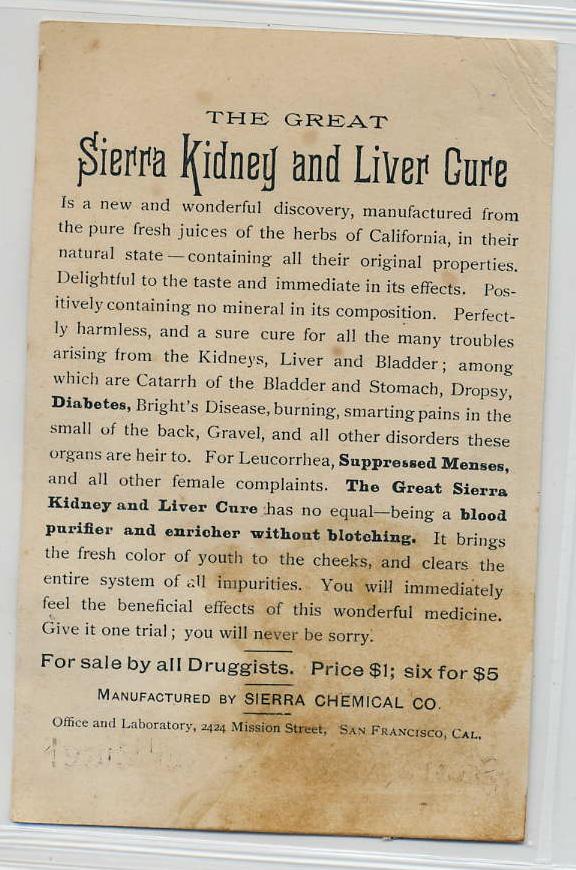 THE GREAT
Sierra Kidney and Liver Cure
Is a new and wonderful discovery, manufactured from
the pure fresh juices of the herbs of California, in their
natural state — containing all their original properties.
Delightful to the taste and immediate in its effects. Pos-
itively containing no mineral in its composition. Perfect-
ly harmless, and a sure cure for all the many troubles
arising from the Kidneys, Liver and Bladder; among
which are Catarrh of the Bladder and Stomach, Dropsy,
Diabetes, Bright's Disease, burning, smarting pains in the
small of the back, Gravel, and all other disorders these
organs are heir to. For Leucorrhea, Suppressed Menses,
and all other female complaints. The Great Sierra
Kidney and Liver Cure has no equal—being a blood
purifier and enricher without blotching. It brings
the fresh color of youth to the cheeks, and clears the
entire system of all impurities. You will immediately
feel the beneficial effects of this wonderful medicine.
Give it one trial; you will never be sorry.
For sale by all Druggists. Price $1; six for $5
MANUFACTURED BY SIERRA CHEMICAL CO.
Office and Laboratory, 2424 Mission Street, SAN FRANCISCO, CAL.